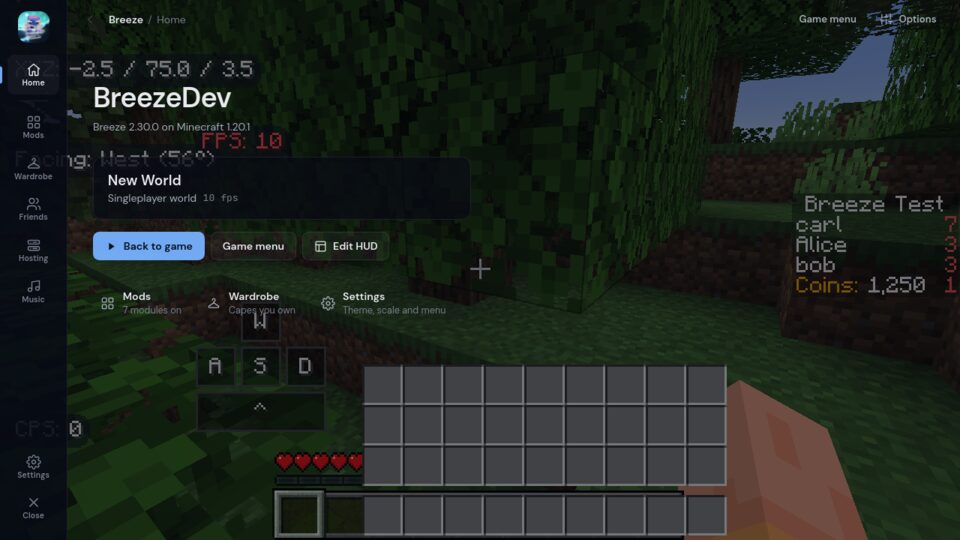 Breeze / Home
Game menu
Options
XYZ: -2.5 / 75.0 / 3.5
Home
BreezeDev
Breeze 2.30.0 on Minecraft 1.20.1
Mods
FPS: 10
Facing: West (56°)
Wardrobe
New World
Singleplayer world 10 fps
Friends
Breeze Test
carl 7
Alice 3
bob 3
Coins: 1,250 1
Hosting
Back to game
Game menu
Edit HUD
Music
Mods
7 modules on
Wardrobe
Capes you own
Settings
Theme, scale and menu
W
A S D
^
CPS: 0
Settings
Close